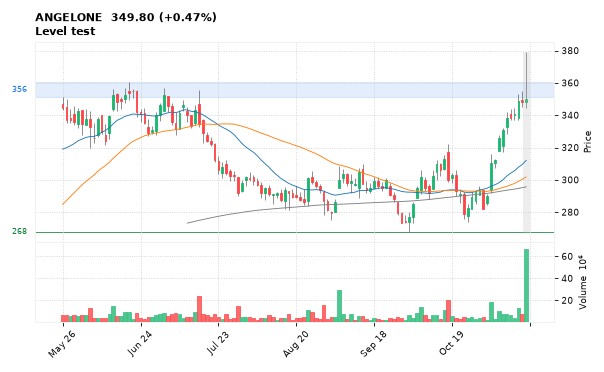 ANGELONE 349.80 (+0.47%)
Level test
380
360
356
340
320
300
280
268
Price
60
40
20
Volume 10⁴
May 26
Jun 24
Jul 23
Aug 20
Sep 18
Oct 19